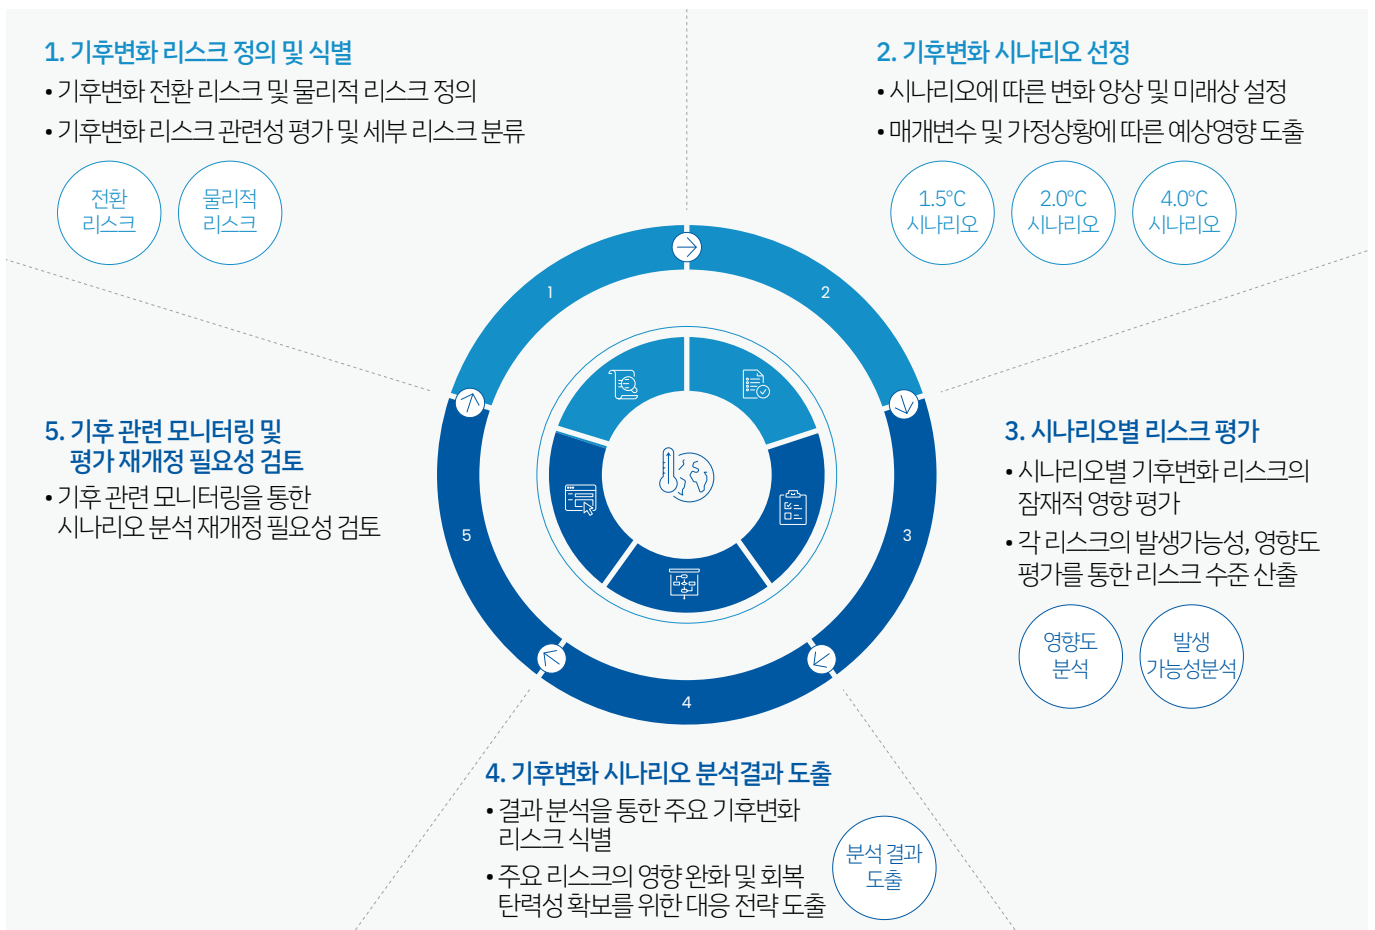 1. 기후변화 리스크 정의 및 식별
• 기후변화 전환 리스크 및 물리적 리스크 정의
• 기후변화 리스크 관련성 평가 및 세부 리스크 분류
전환
리스크
물리적
리스크
2. 기후변화 시나리오 선정
• 시나리오에 따른 변화 양상 및 미래상 설정
• 매개변수 및 가정상황에 따른 예상영향 도출
1.5°C
시나리오
2.0°C
시나리오
4.0°C
시나리오
1
2
3
4
5
3. 시나리오별 리스크 평가
• 시나리오별 기후변화 리스크의
잠재적 영향 평가
• 각 리스크의 발생가능성, 영향도
평가를 통한 리스크 수준 산출
영향도
분석
발생
가능성분석
4. 기후변화 시나리오 분석결과 도출
• 결과 분석을 통한 주요 기후변화
리스크 식별
• 주요 리스크의 영향 완화 및 회복
탄력성 확보를 위한 대응 전략 도출
분석 결과
도출
5. 기후 관련 모니터링 및
평가 재개정 필요성 검토
• 기후 관련 모니터링을 통한
시나리오 분석 재개정 필요성 검토